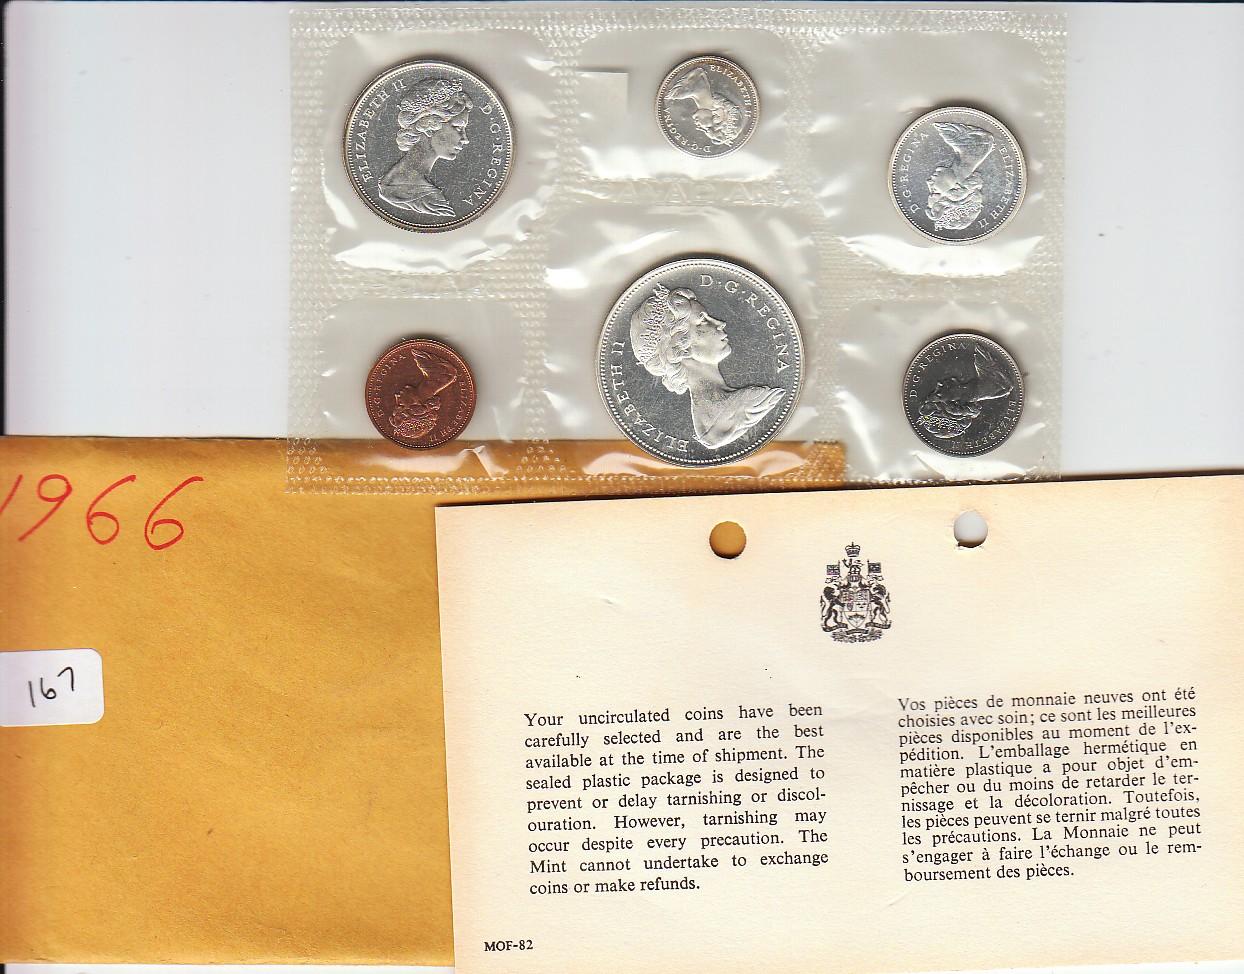 ELIZABETH II D·G·REGINA
ELIZABETH II D·G·REGINA
ELIZABETH II D·G·REGINA
ELIZABETH II D·G·REGINA
ELIZABETH II D·G·REGINA
ELIZABETH II D·G·REGINA
1966
167
Your uncirculated coins have been
carefully selected and are the best
available at the time of shipment. The
sealed plastic package is designed to
prevent or delay tarnishing or discol-
ouration. However, tarnishing may
occur despite every precaution. The
Mint cannot undertake to exchange
coins or make refunds.
Vos pièces de monnaie neuves ont été
choisies avec soin; ce sont les meilleures
pièces disponibles au moment de l'ex-
pédition. L'emballage hermétique en
matière plastique a pour objet d'em-
pêcher ou du moins de retarder le ter-
nissage et la décoloration. Toutefois,
les pièces peuvent se ternir malgré toutes
les précautions. La Monnaie ne peut
s'engager à faire l'échange ou le rem-
boursement des pièces.
MOF-82